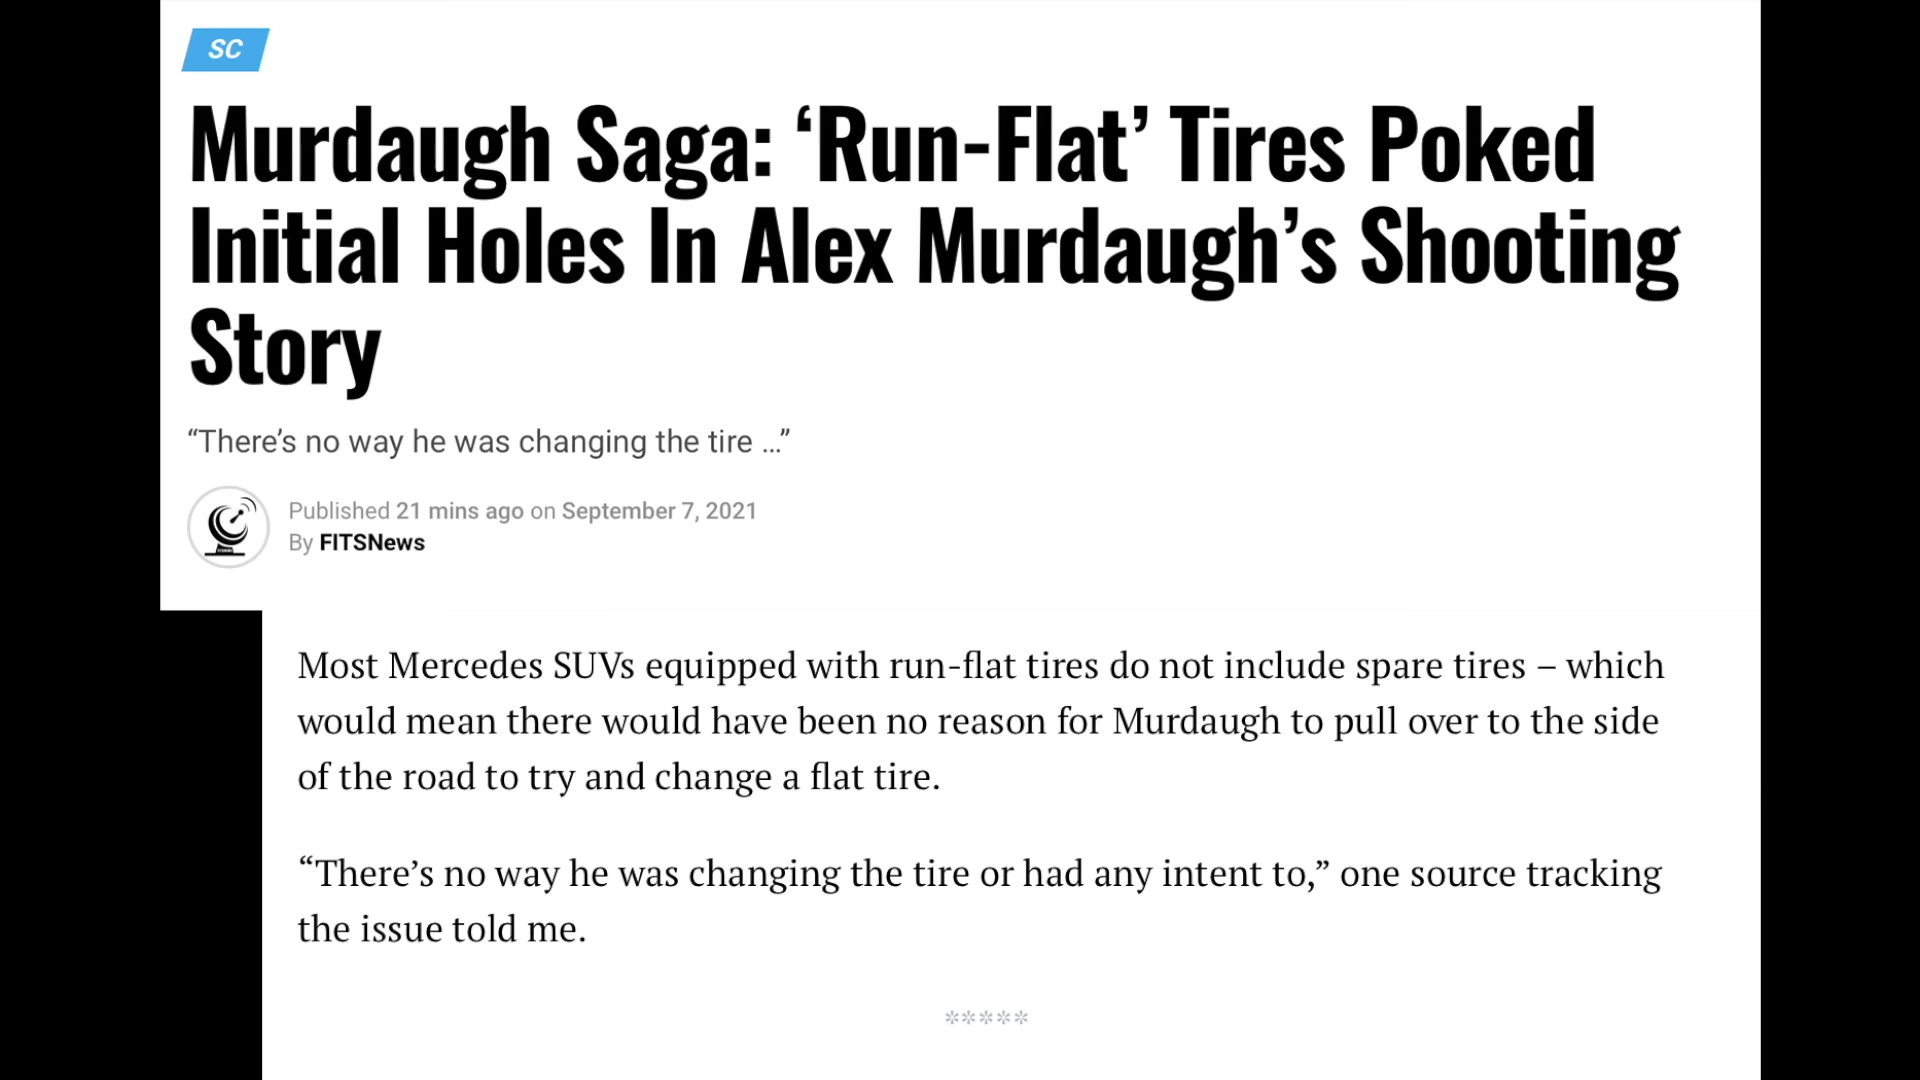 SC
Murdaugh Saga: ‘Run-Flat’ Tires Poked
Initial Holes In Alex Murdaugh’s Shooting
Story
“There’s no way he was changing the tire ...”
Published 21 mins ago on September 7, 2021
By FITSNews
Most Mercedes SUVs equipped with run-flat tires do not include spare tires – which
would mean there would have been no reason for Murdaugh to pull over to the side
of the road to try and change a flat tire.
“There’s no way he was changing the tire or had any intent to,” one source tracking
the issue told me.
*****